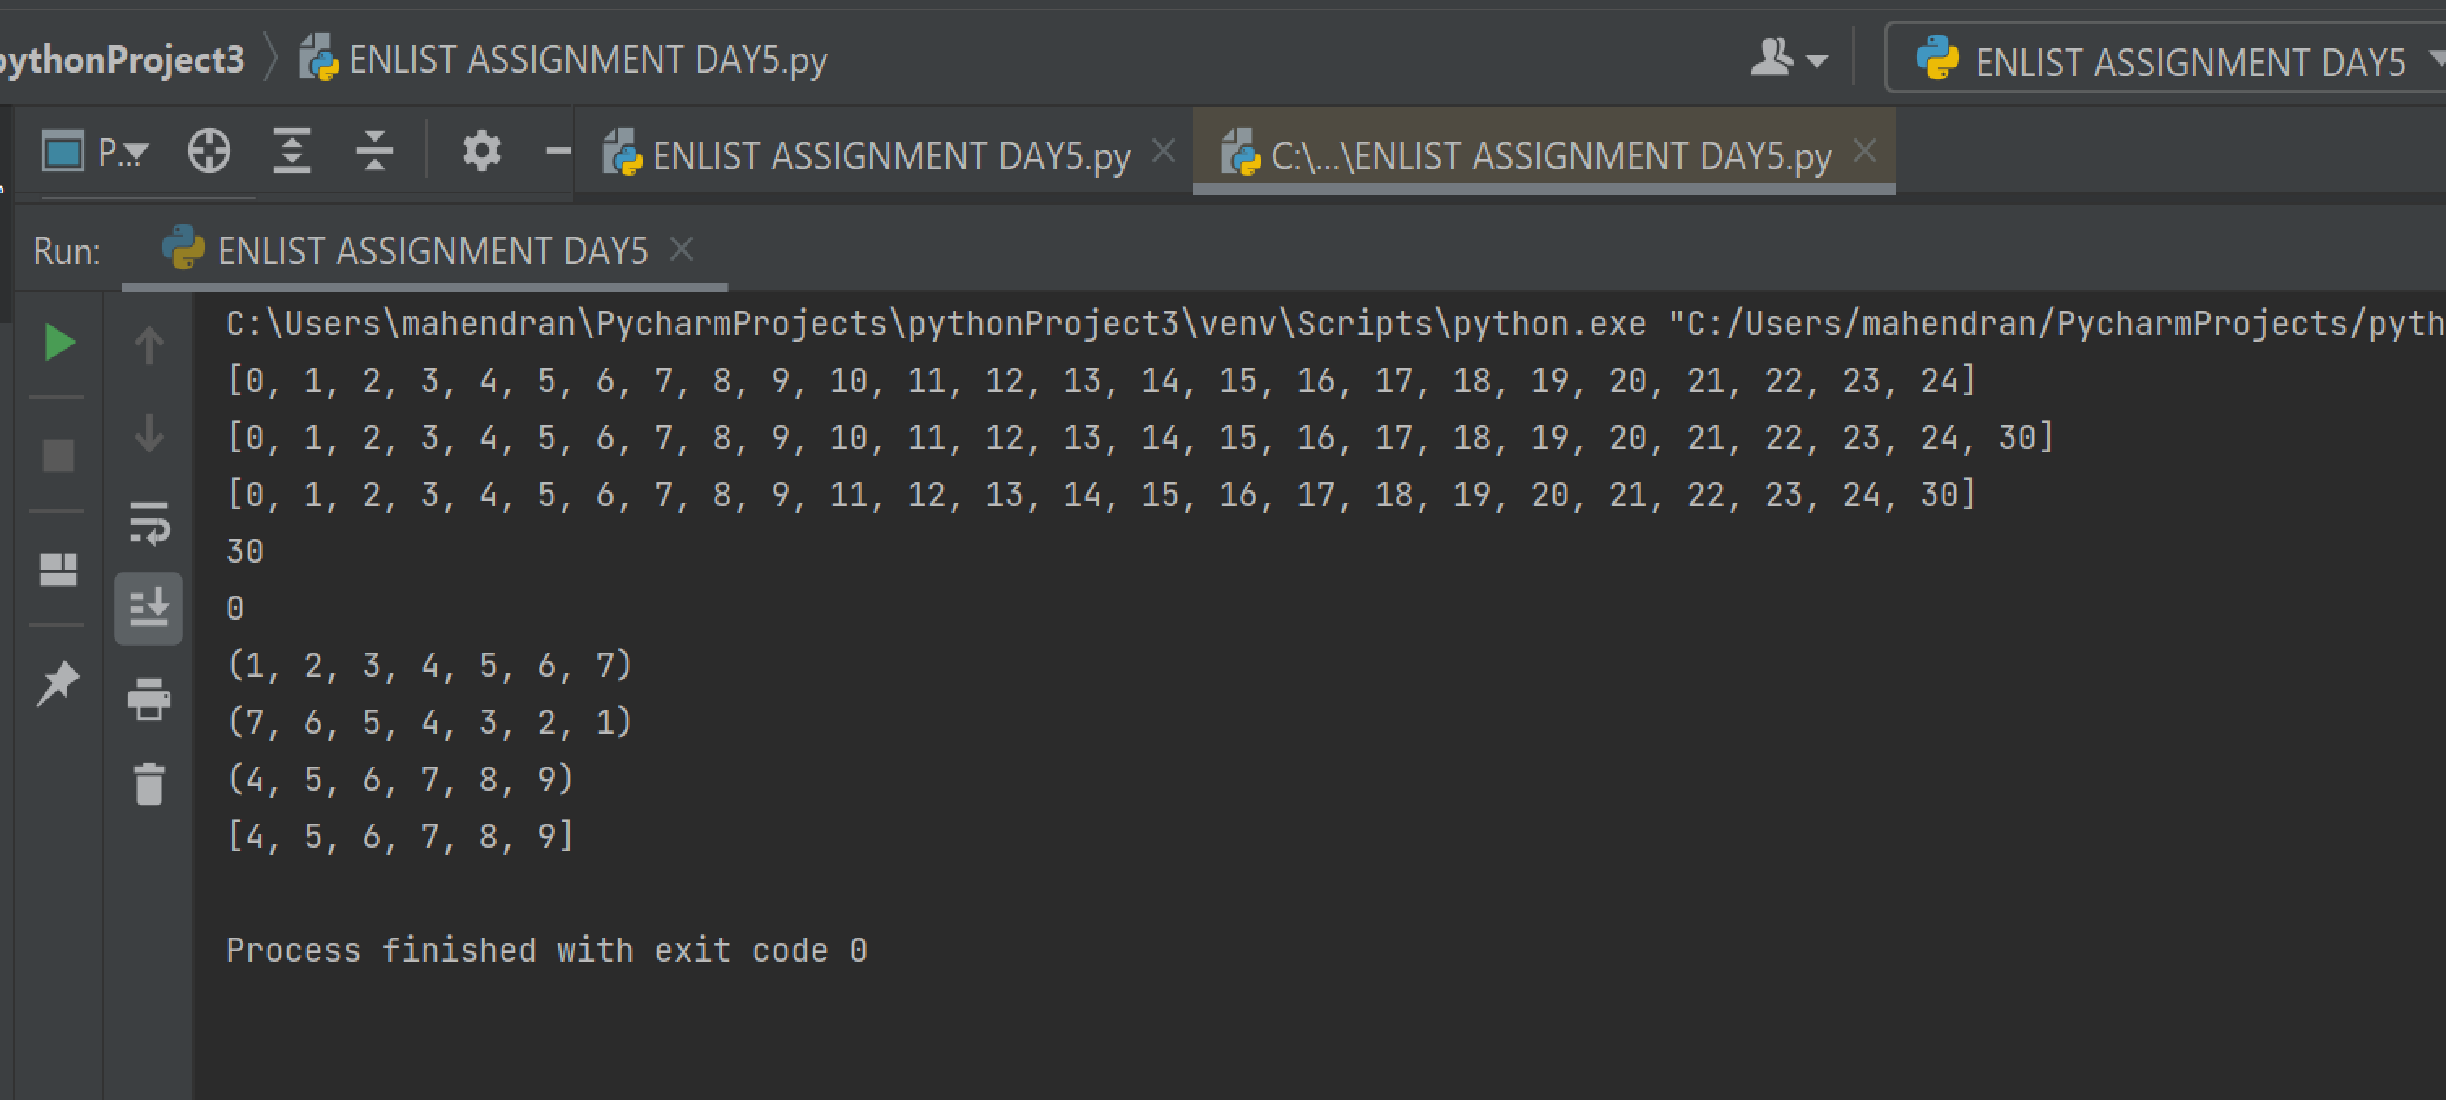 pythonProject3 ENLIST ASSIGNMENT DAY5.py ENLIST ASSIGNMENT DAY5
P... ENLIST ASSIGNMENT DAY5.py C:\...\ENLIST ASSIGNMENT DAY5.py
Run: ENLIST ASSIGNMENT DAY5
C:\Users\mahendran\PycharmProjects\pythonProject3\venv\Scripts\python.exe "C:/Users/mahendran/PycharmProjects/pyth
[0, 1, 2, 3, 4, 5, 6, 7, 8, 9, 10, 11, 12, 13, 14, 15, 16, 17, 18, 19, 20, 21, 22, 23, 24]
[0, 1, 2, 3, 4, 5, 6, 7, 8, 9, 10, 11, 12, 13, 14, 15, 16, 17, 18, 19, 20, 21, 22, 23, 24, 30]
[0, 1, 2, 3, 4, 5, 6, 7, 8, 9, 11, 12, 13, 14, 15, 16, 17, 18, 19, 20, 21, 22, 23, 24, 30]
30
0
(1, 2, 3, 4, 5, 6, 7)
(7, 6, 5, 4, 3, 2, 1)
(4, 5, 6, 7, 8, 9)
[4, 5, 6, 7, 8, 9]
Process finished with exit code 0